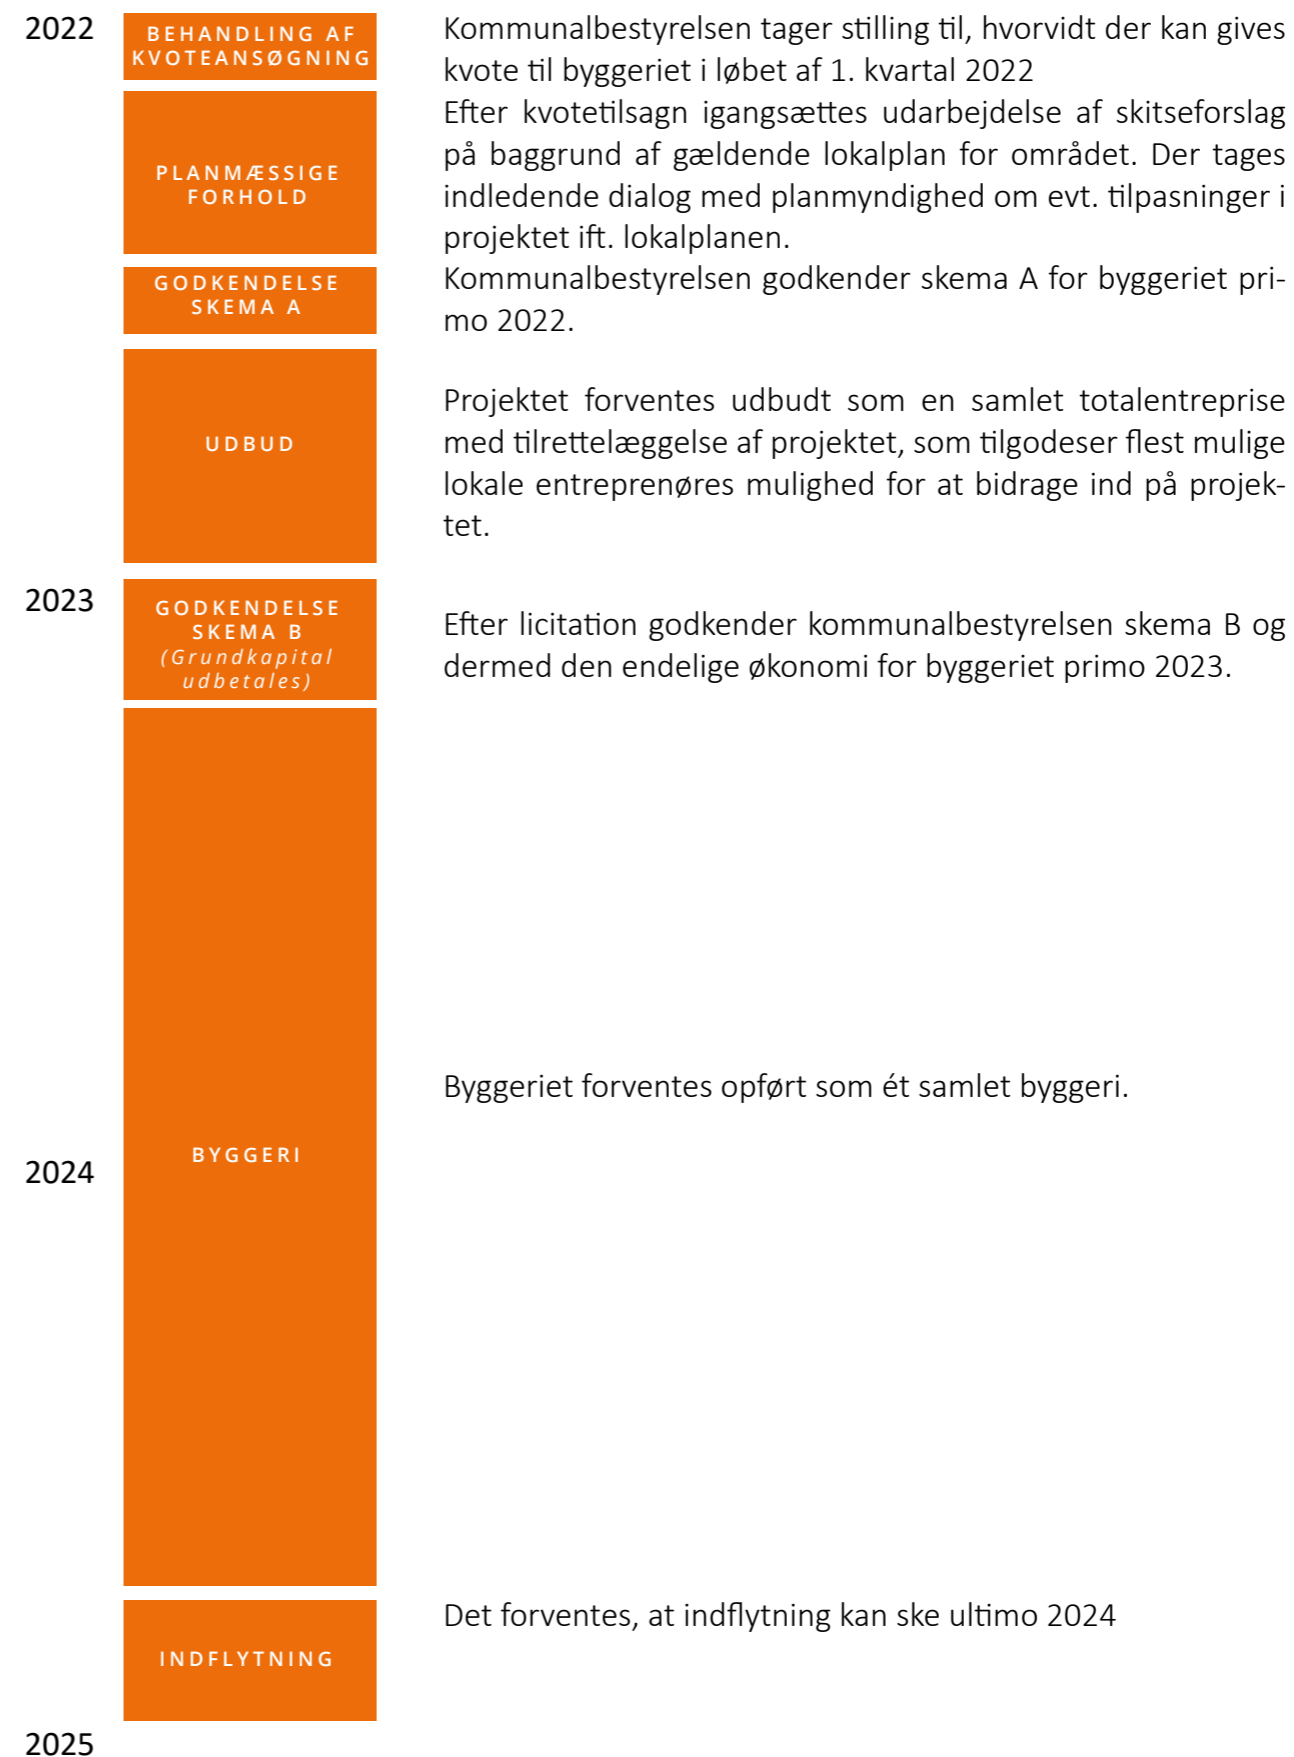 2022
BEHANDLING AF
KVOTEANSØGNING
Kommunalbestyrelsen tager stilling til, hvorvidt der kan gives
kvote til byggeriet i løbet af 1. kvartal 2022
PLANMÆSSIGE
FORHOLD
Efter kvotetilsagn igangsættes udarbejdelse af skitseforslag
på baggrund af gældende lokalplan for området. Der tages
indledende dialog med planmyndighed om evt. tilpasninger i
projektet ift. lokalplanen.
GODKENDELSE
SKEMA A
Kommunalbestyrelsen godkender skema A for byggeriet pri-
mo 2022.
UDBUD
Projektet forventes udbudt som en samlet totalentreprise
med tilrettelæggelse af projektet, som tilgodeser flest mulige
lokale entreprenøres mulighed for at bidrage ind på projek-
tet.
2023
GODKENDELSE
SKEMA B
(Grundkapital
udbetales)
Efter licitation godkender kommunalbestyrelsen skema B og
dermed den endelige økonomi for byggeriet primo 2023.
Byggeriet forventes opført som ét samlet byggeri.
BYGGERI
2024
Det forventes, at indflytning kan ske ultimo 2024
INDFLYTNING
2025